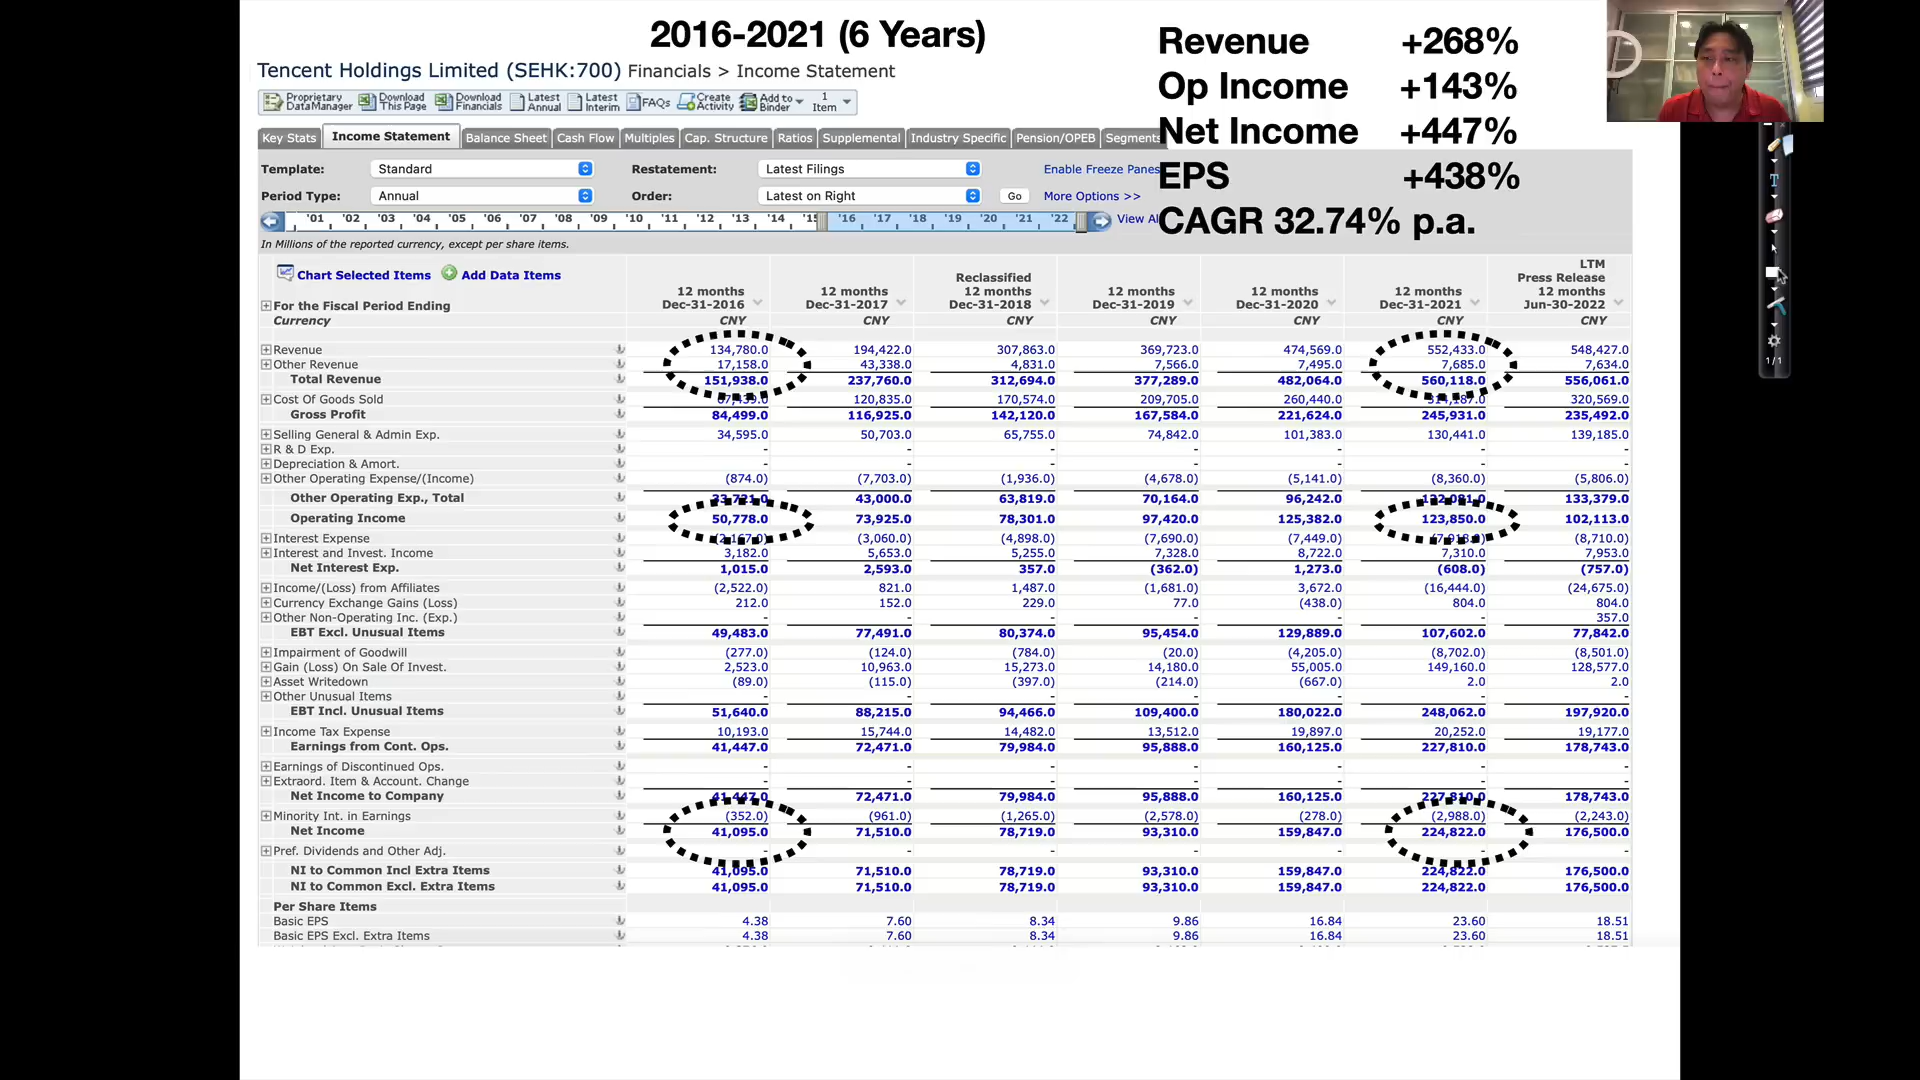 2016-2021 (6 Years)
Revenue +268%
Op Income +143%
Net Income +447%
EPS +438%
CAGR 32.74% p.a.
Tencent Holdings Limited (SEHK:700) Financials > Income Statement
Proprietary Data Manager Download This Page Download Financials Latest Annual Latest Interim FAQs Create Activity Add to Binder 1 Item
Key Stats Income Statement Balance Sheet Cash Flow Multiples Cap. Structure Ratios Supplemental Industry Specific Pension/OPEB Segments
Template: Standard Restatement: Latest Filings Enable Freeze Panes
Period Type: Annual Order: Latest on Right Go More Options >>
'01 '02 '03 '04 '05 '06 '07 '08 '09 '10 '11 '12 '13 '14 '15 '16 '17 '18 '19 '20 '21 '22 View
In Millions of the reported currency, except per share items.
Chart Selected Items Add Data Items
For the Fiscal Period Ending 12 months Dec-31-2016 12 months Dec-31-2017 Reclassified 12 months Dec-31-2018 12 months Dec-31-2019 12 months Dec-31-2020 12 months Dec-31-2021 LTM Press Release 12 months Jun-30-2022
Currency CNY CNY CNY CNY CNY CNY CNY
Revenue 134,780.0 194,422.0 307,863.0 369,723.0 474,569.0 552,433.0 548,427.0
Other Revenue 17,158.0 43,338.0 4,831.0 7,566.0 7,495.0 7,685.0 7,634.0
Total Revenue 151,938.0 237,760.0 312,694.0 377,289.0 482,064.0 560,118.0 556,061.0
Cost Of Goods Sold 67,439.0 120,835.0 170,574.0 209,705.0 260,440.0 314,187.0 320,569.0
Gross Profit 84,499.0 116,925.0 142,120.0 167,584.0 221,624.0 245,931.0 235,492.0
Selling General & Admin Exp. 34,595.0 50,703.0 65,755.0 74,842.0 101,383.0 130,441.0 139,185.0
R & D Exp. - - - - - - -
Depreciation & Amort. - - - - - - -
Other Operating Expense/(Income) (874.0) (7,703.0) (1,936.0) (4,678.0) (5,141.0) (8,360.0) (5,806.0)
Other Operating Exp., Total 33,721.0 43,000.0 63,819.0 70,164.0 96,242.0 122,081.0 133,379.0
Operating Income 50,778.0 73,925.0 78,301.0 97,420.0 125,382.0 123,850.0 102,113.0
Interest Expense (2,167.0) (3,060.0) (4,898.0) (7,690.0) (7,449.0) (7,918.0) (8,710.0)
Interest and Invest. Income 3,182.0 5,653.0 5,255.0 7,328.0 8,722.0 7,310.0 7,953.0
Net Interest Exp. 1,015.0 2,593.0 357.0 (362.0) 1,273.0 (608.0) (757.0)
Income/(Loss) from Affiliates (2,522.0) 821.0 1,487.0 (1,681.0) 3,672.0 (16,444.0) (24,675.0)
Currency Exchange Gains (Loss) 212.0 152.0 229.0 77.0 (438.0) 804.0 804.0
Other Non-Operating Inc. (Exp.) - - - - - - 357.0
EBT Excl. Unusual Items 49,483.0 77,491.0 80,374.0 95,454.0 129,889.0 107,602.0 77,842.0
Impairment of Goodwill (277.0) (124.0) (784.0) (20.0) (4,205.0) (8,702.0) (8,501.0)
Gain (Loss) On Sale Of Invest. 2,523.0 10,963.0 15,273.0 14,180.0 55,005.0 149,160.0 128,577.0
Asset Writedown (89.0) (115.0) (397.0) (214.0) (667.0) 2.0 2.0
Other Unusual Items - - - - - - -
EBT Incl. Unusual Items 51,640.0 88,215.0 94,466.0 109,400.0 180,022.0 248,062.0 197,920.0
Income Tax Expense 10,193.0 15,744.0 14,482.0 13,512.0 19,897.0 20,252.0 19,177.0
Earnings from Cont. Ops. 41,447.0 72,471.0 79,984.0 95,888.0 160,125.0 227,810.0 178,743.0
Earnings of Discontinued Ops. - - - - - - -
Extraord. Item & Account. Change - - - - - - -
Net Income to Company 41,447.0 72,471.0 79,984.0 95,888.0 160,125.0 227,810.0 178,743.0
Minority Int. in Earnings (352.0) (961.0) (1,265.0) (2,578.0) (278.0) (2,988.0) (2,243.0)
Net Income 41,095.0 71,510.0 78,719.0 93,310.0 159,847.0 224,822.0 176,500.0
Pref. Dividends and Other Adj. - - - - - - -
NI to Common Incl Extra Items 41,095.0 71,510.0 78,719.0 93,310.0 159,847.0 224,822.0 176,500.0
NI to Common Excl. Extra Items 41,095.0 71,510.0 78,719.0 93,310.0 159,847.0 224,822.0 176,500.0
Per Share Items
Basic EPS 4.38 7.60 8.34 9.86 16.84 23.60 18.51
Basic EPS Excl. Extra Items 4.38 7.60 8.34 9.86 16.84 23.60 18.51
1/1